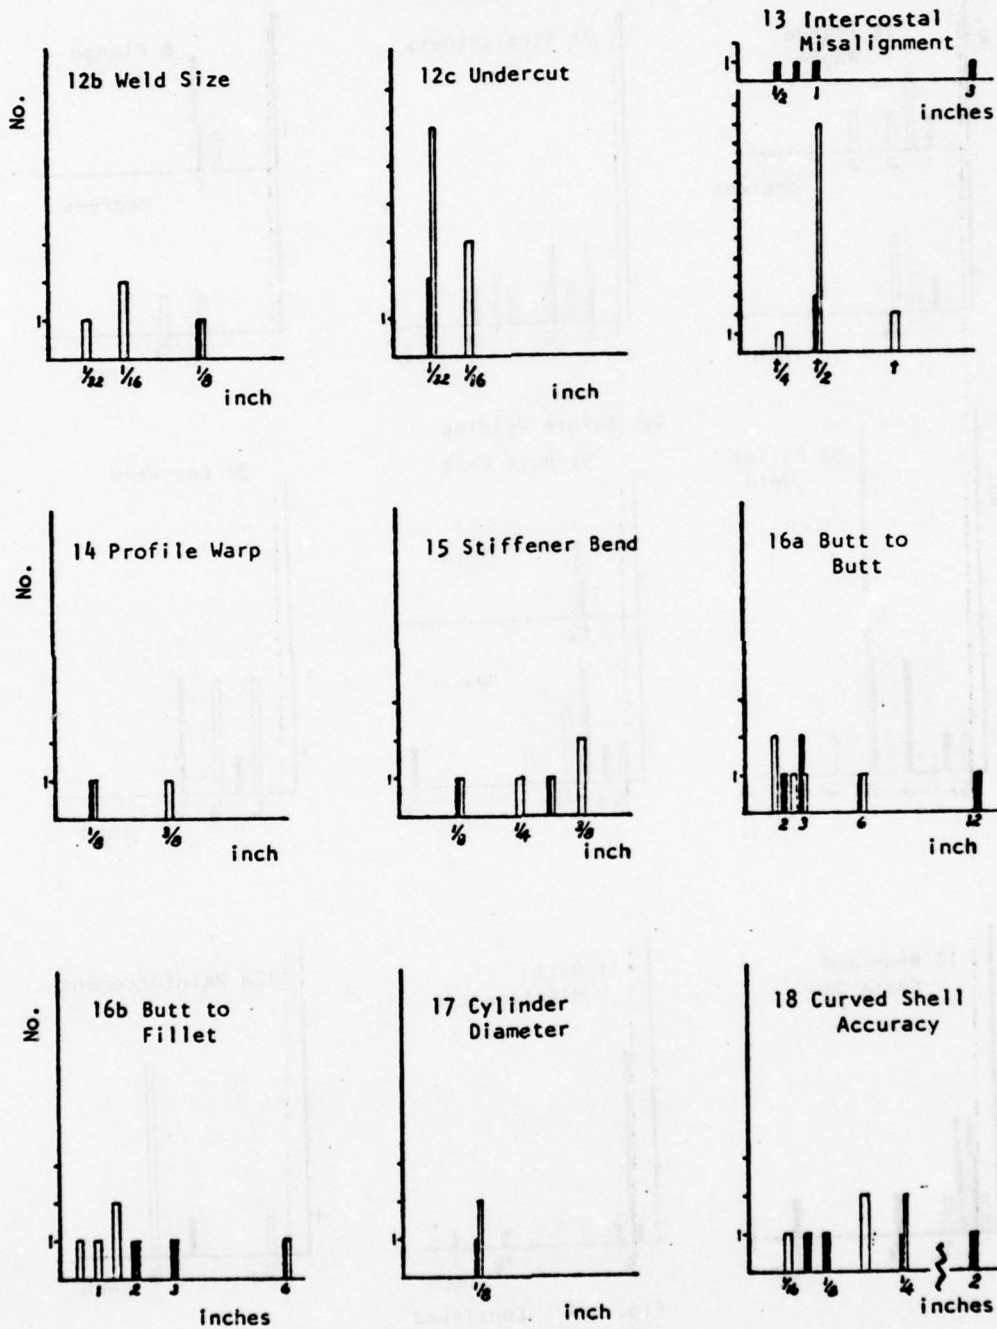 13 Intercostal
Misalignment
1
1/2 1 3
inches
No.
12b Weld Size
1
1/32 1/16 1/8
inch
12c Undercut
1
1/32 1/16
inch
1
t/4 t/2 t
No.
14 Profile Warp
1
1/8 3/8
inch
15 Stiffener Bend
1
1/8 1/4 3/8
inch
16a Butt to
Butt
1
2 3 6 12
inch
No.
16b Butt to
Fillet
1
1 2 3 6
inches
17 Cylinder
Diameter
1
1/8
inch
18 Curved Shell
Accuracy
1
1/16 1/8 1/4 2
inches